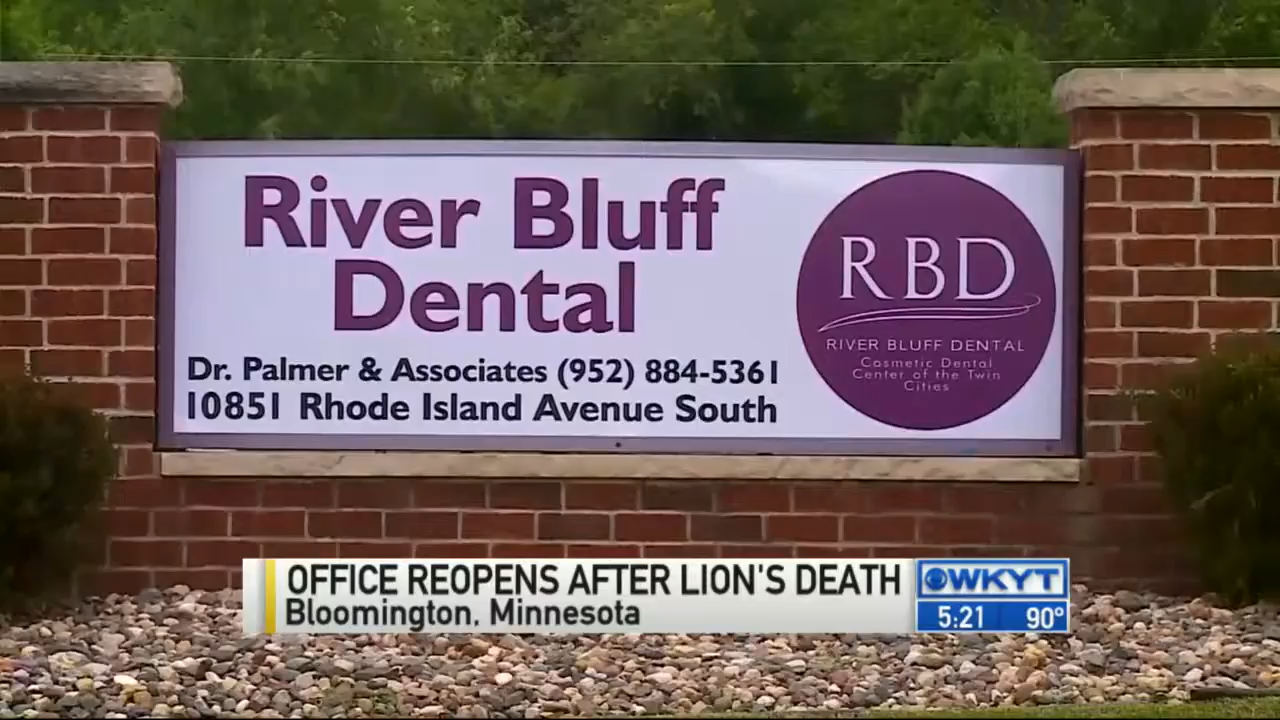 River Bluff
Dental
Dr. Palmer & Associates (952) 884-5361
10851 Rhode Island Avenue South
RBD
RIVER BLUFF DENTAL
Cosmetic Dental
Center of the Twin
Cities
OFFICE REOPENS AFTER LION'S DEATH
Bloomington, Minnesota
WKYT
5:21 90°